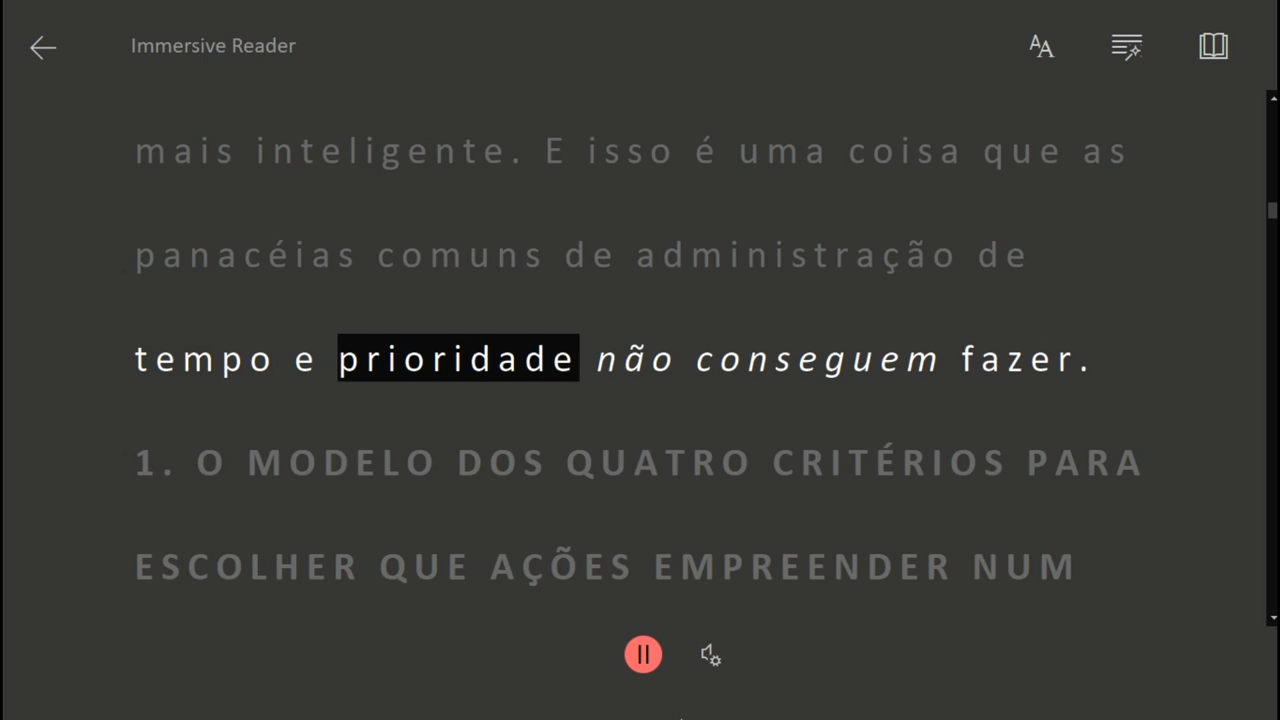 Immersive Reader
mais inteligente. E isso é uma coisa que as
panacéias comuns de administração de
tempo e prioridade não conseguem fazer.
1. O MODELO DOS QUATRO CRITÉRIOS PARA
ESCOLHER QUE AÇÕES EMPREENDER NUM